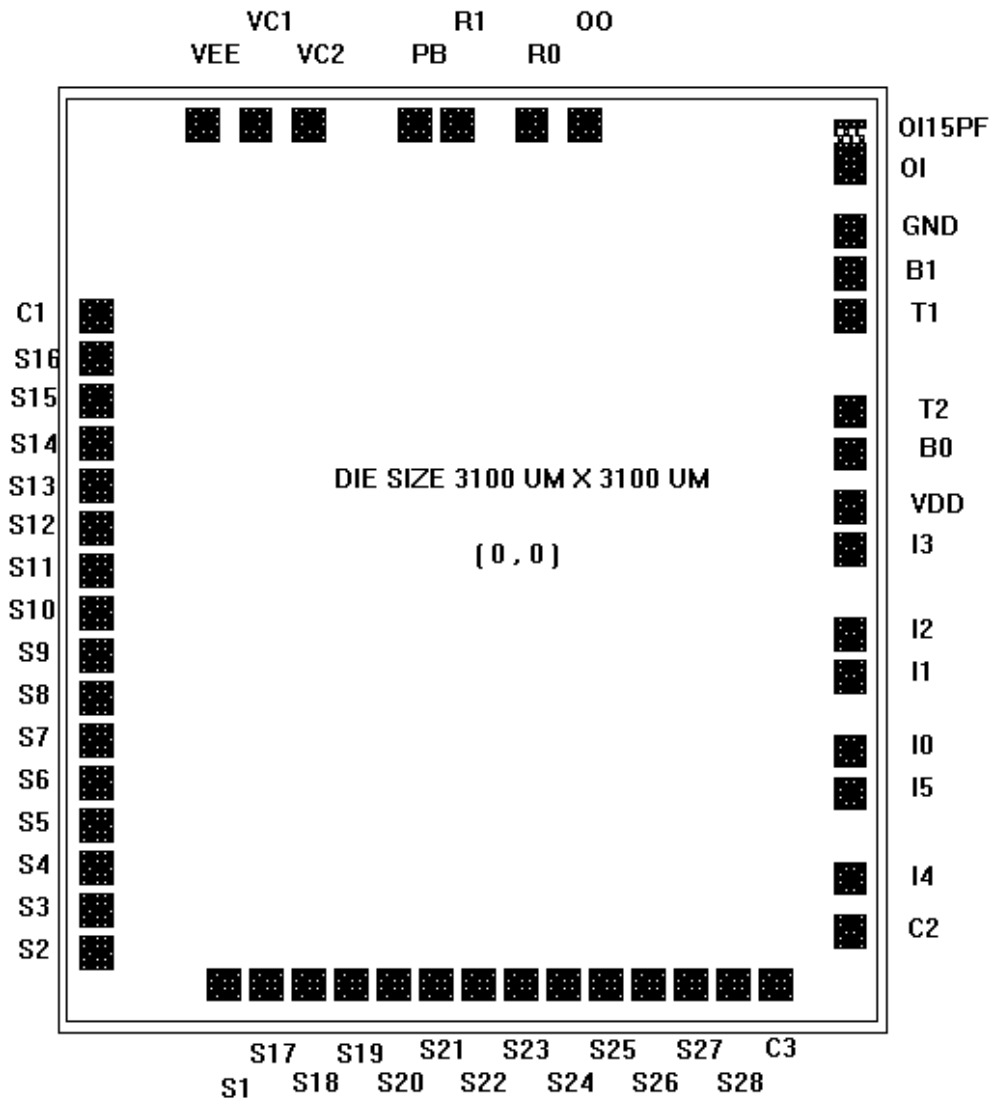 VC1 R1 OO
VEE VC2 PB R0
OI15PF
OI
GND
B1
T1
T2
B0
VDD
I3
I2
I1
I0
I5
I4
C2
C1
S16
S15
S14
S13
S12
S11
S10
S9
S8
S7
S6
S5
S4
S3
S2
DIE SIZE 3100 UM X 3100 UM
(0,0)
S17 S19 S21 S23 S25 S27 C3
S1 S18 S20 S22 S24 S26 S28